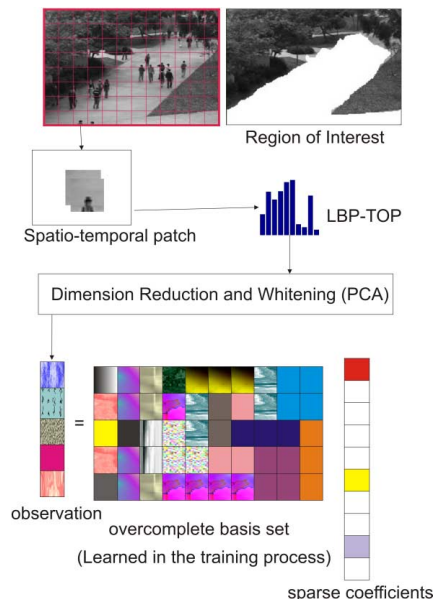 Region of Interest
LBP-TOP
Spatio-temporal patch
Dimension Reduction and Whitening (PCA)
=
observation
overcomplete basis set
(Learned in the training process)
sparse coefficients